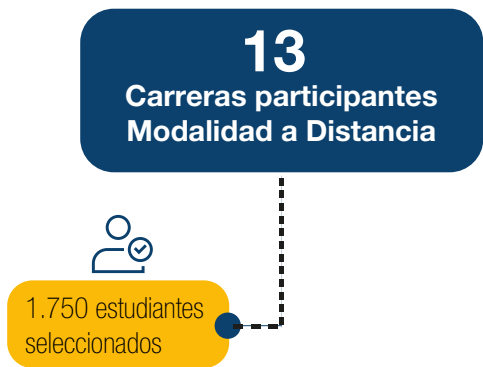 13
Carreras participantes
Modalidad a Distancia
1.750 estudiantes
seleccionados